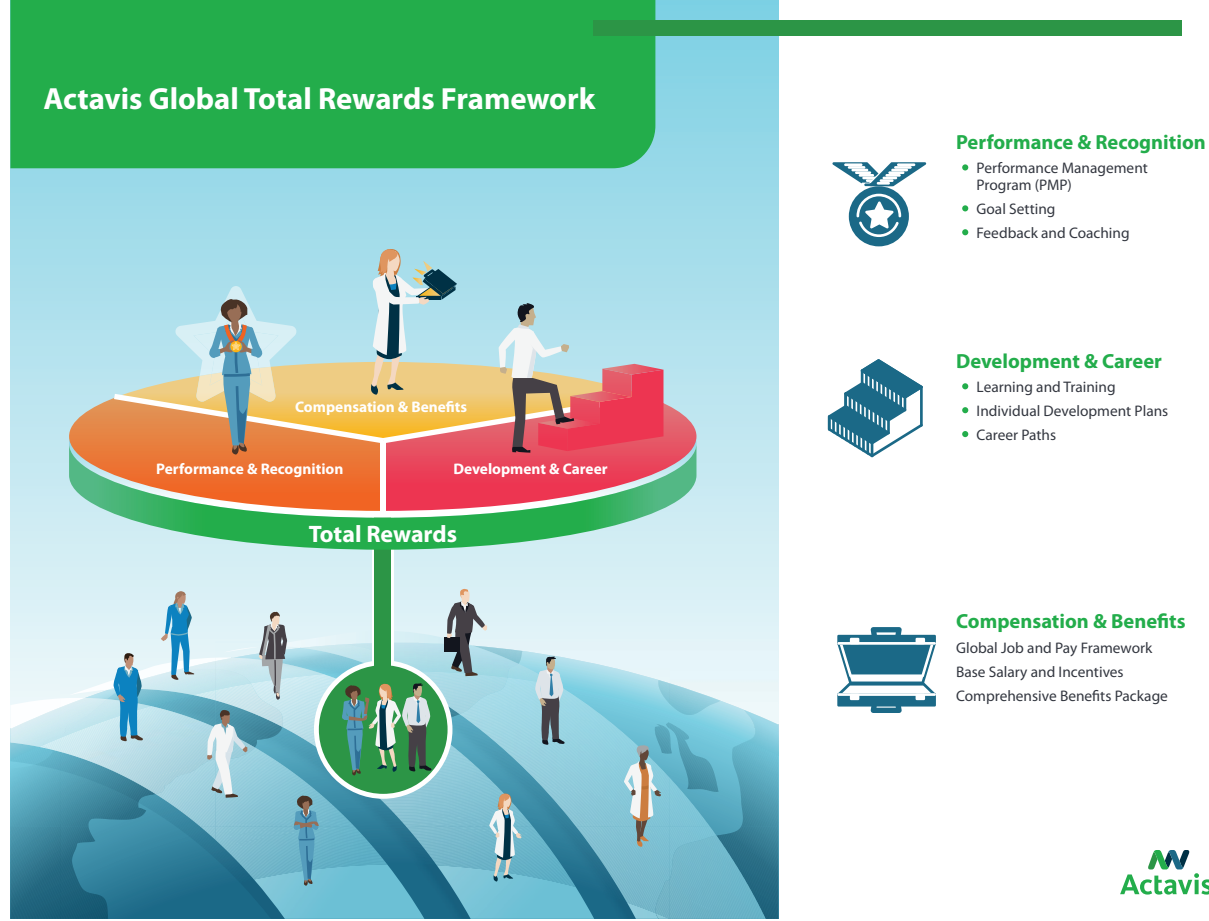 Actavis Global Total Rewards Framework
Compensation & Benefits
Performance & Recognition
Development & Career
Total Rewards
Performance & Recognition
• Performance Management
Program (PMP)
• Goal Setting
• Feedback and Coaching
Development & Career
• Learning and Training
• Individual Development Plans
• Career Paths
Compensation & Benefits
Global Job and Pay Framework
Base Salary and Incentives
Comprehensive Benefits Package
Actavis